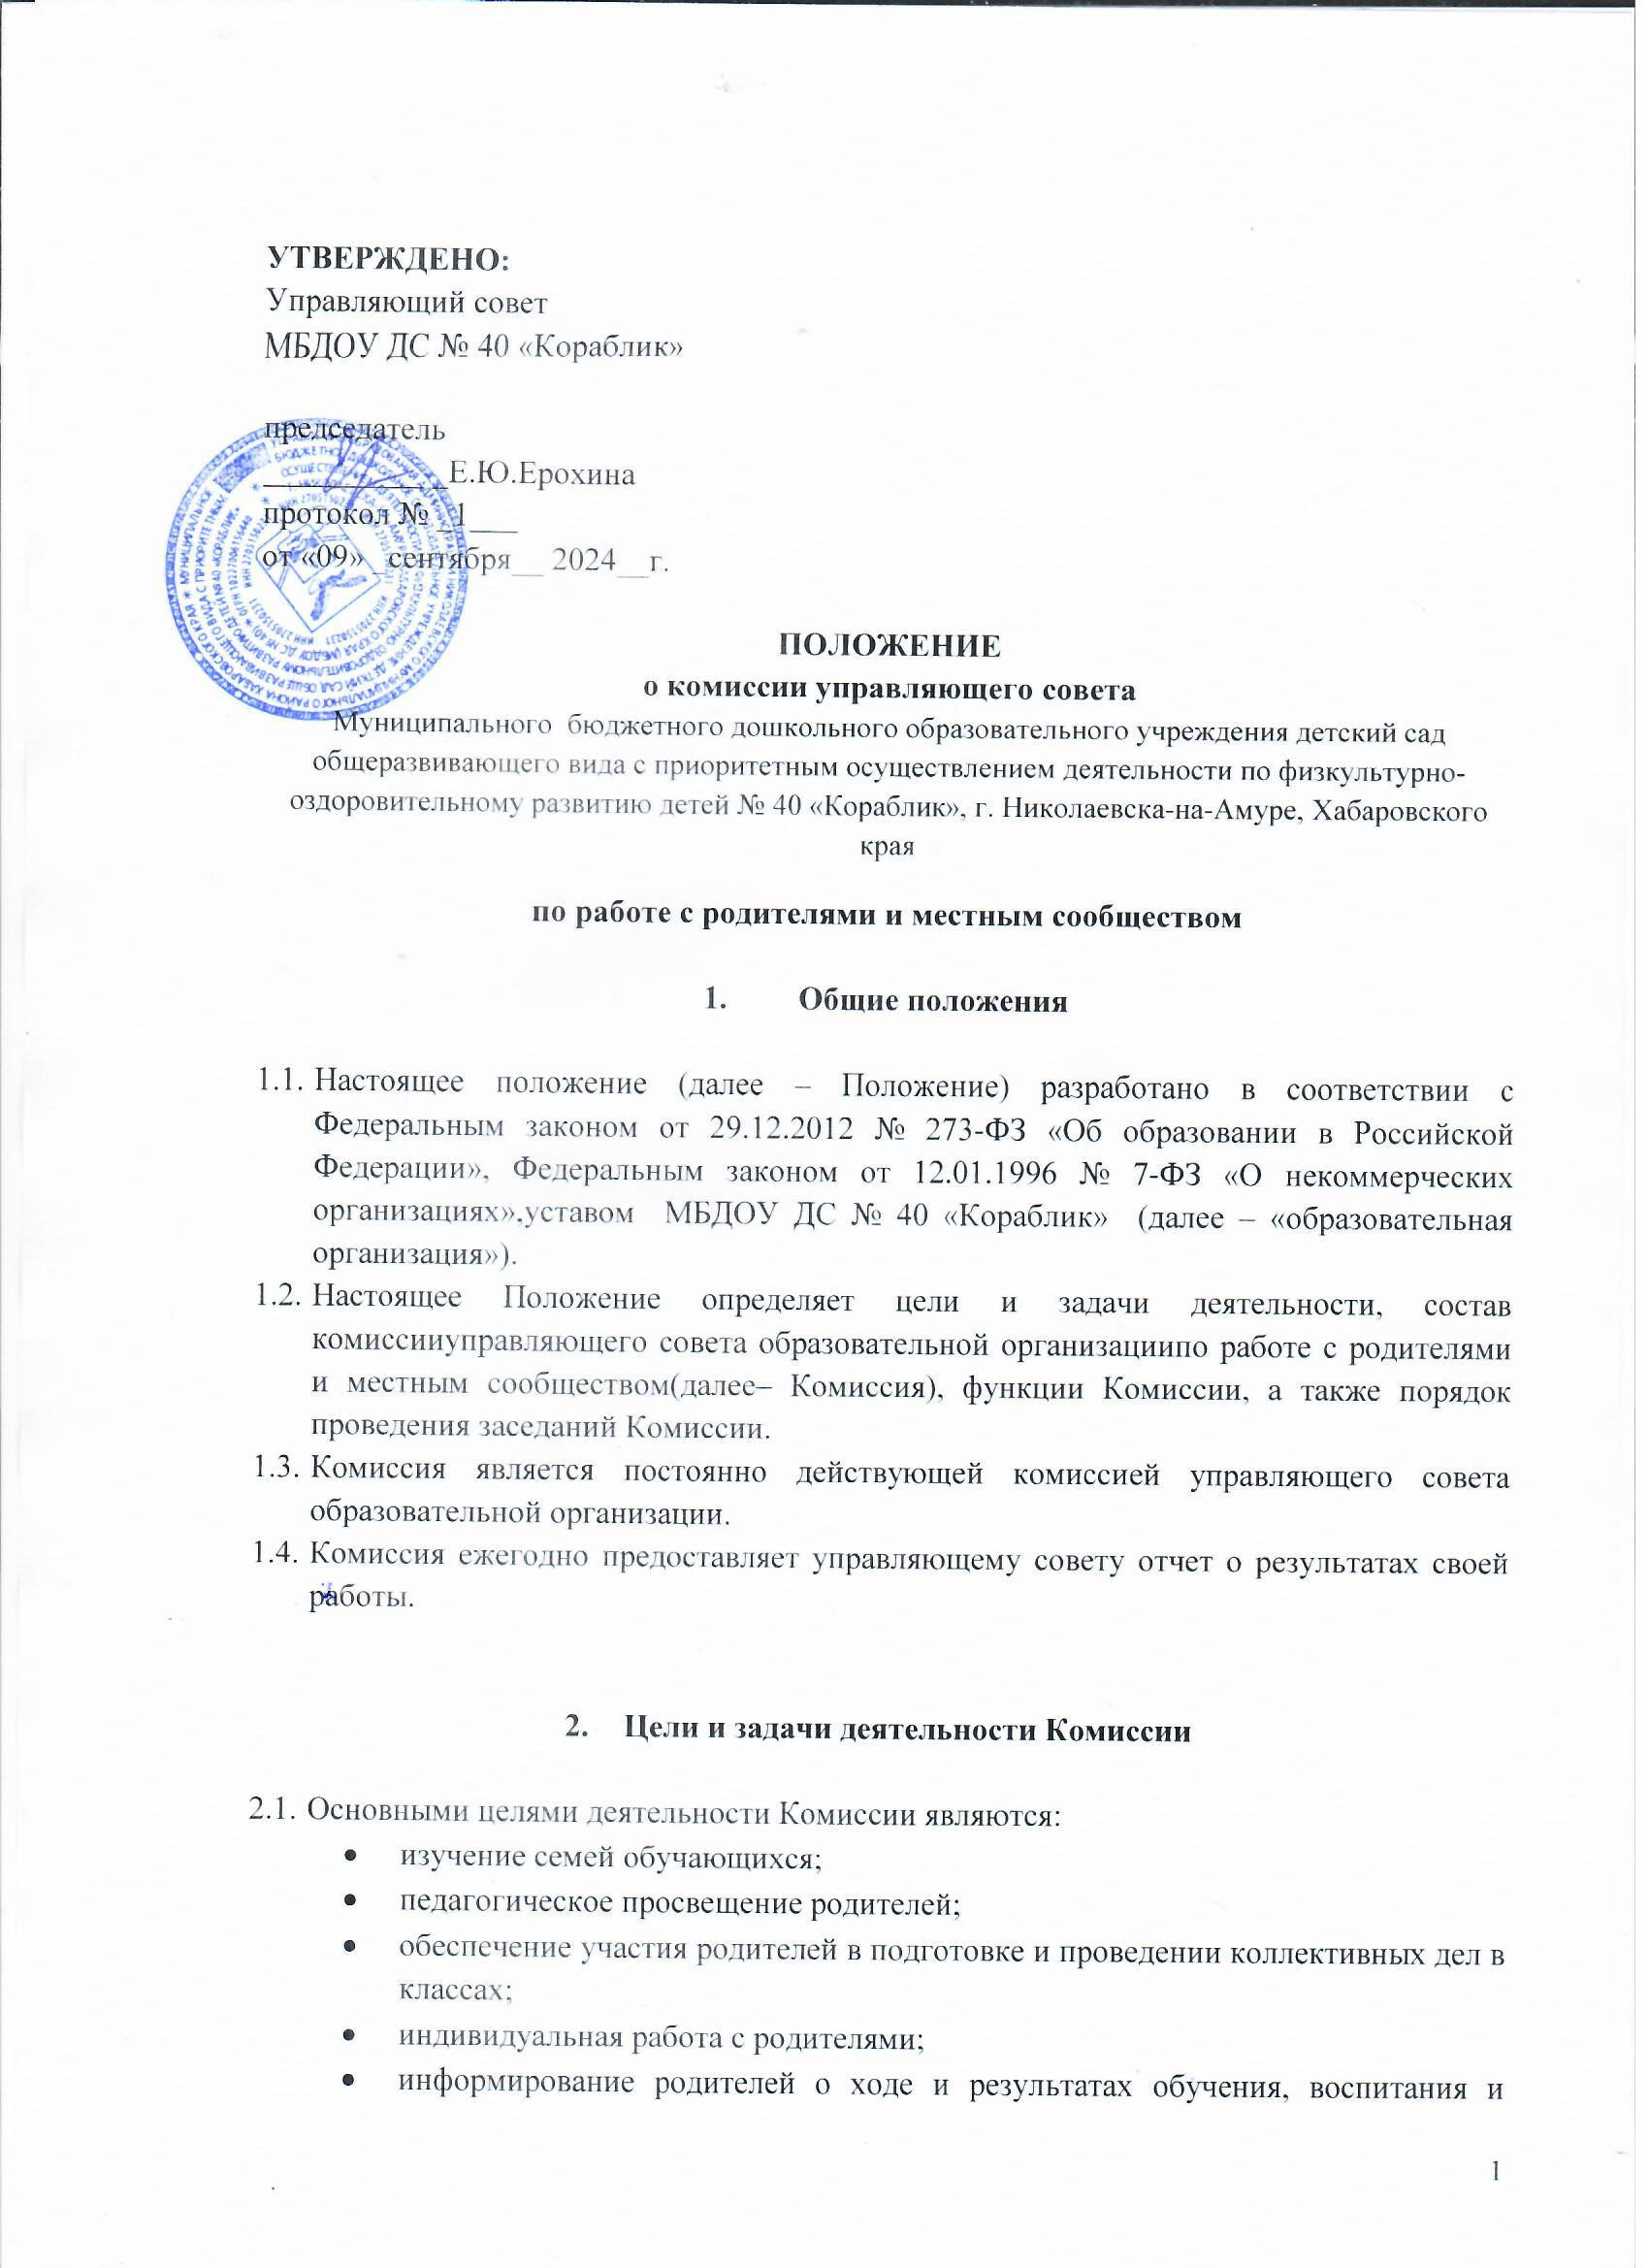 УТВЕРЖДЕНО:
Управляющий совет
МБДОУ ДС № 40 «Кораблик»
председатель
___________Е.Ю.Ерохина
протокол № _1___
от «09» _сентября__ 2024__г.
ПОЛОЖЕНИЕ
о комиссии управляющего совета
Муниципального бюджетного дошкольного образовательного учреждения детский сад
общеразвивающего вида с приоритетным осуществлением деятельности по физкультурно-
оздоровительному развитию детей № 40 «Кораблик», г. Николаевска-на-Амуре, Хабаровского
края
по работе с родителями и местным сообществом
1. Общие положения
1.1. Настоящее положение (далее – Положение) разработано в соответствии с
Федеральным законом от 29.12.2012 № 273-ФЗ «Об образовании в Российской
Федерации», Федеральным законом от 12.01.1996 № 7-ФЗ «О некоммерческих
организациях»,уставом МБДОУ ДС № 40 «Кораблик» (далее – «образовательная
организация»).
1.2. Настоящее Положение определяет цели и задачи деятельности, состав
комиссииуправляющего совета образовательной организациипо работе с родителями
и местным сообществом(далее– Комиссия), функции Комиссии, а также порядок
проведения заседаний Комиссии.
1.3. Комиссия является постоянно действующей комиссией управляющего совета
образовательной организации.
1.4. Комиссия ежегодно предоставляет управляющему совету отчет о результатах своей
работы.
2. Цели и задачи деятельности Комиссии
2.1. Основными целями деятельности Комиссии являются:
• изучение семей обучающихся;
• педагогическое просвещение родителей;
• обеспечение участия родителей в подготовке и проведении коллективных дел в
классах;
• индивидуальная работа с родителями;
• информирование родителей о ходе и результатах обучения, воспитания и
1